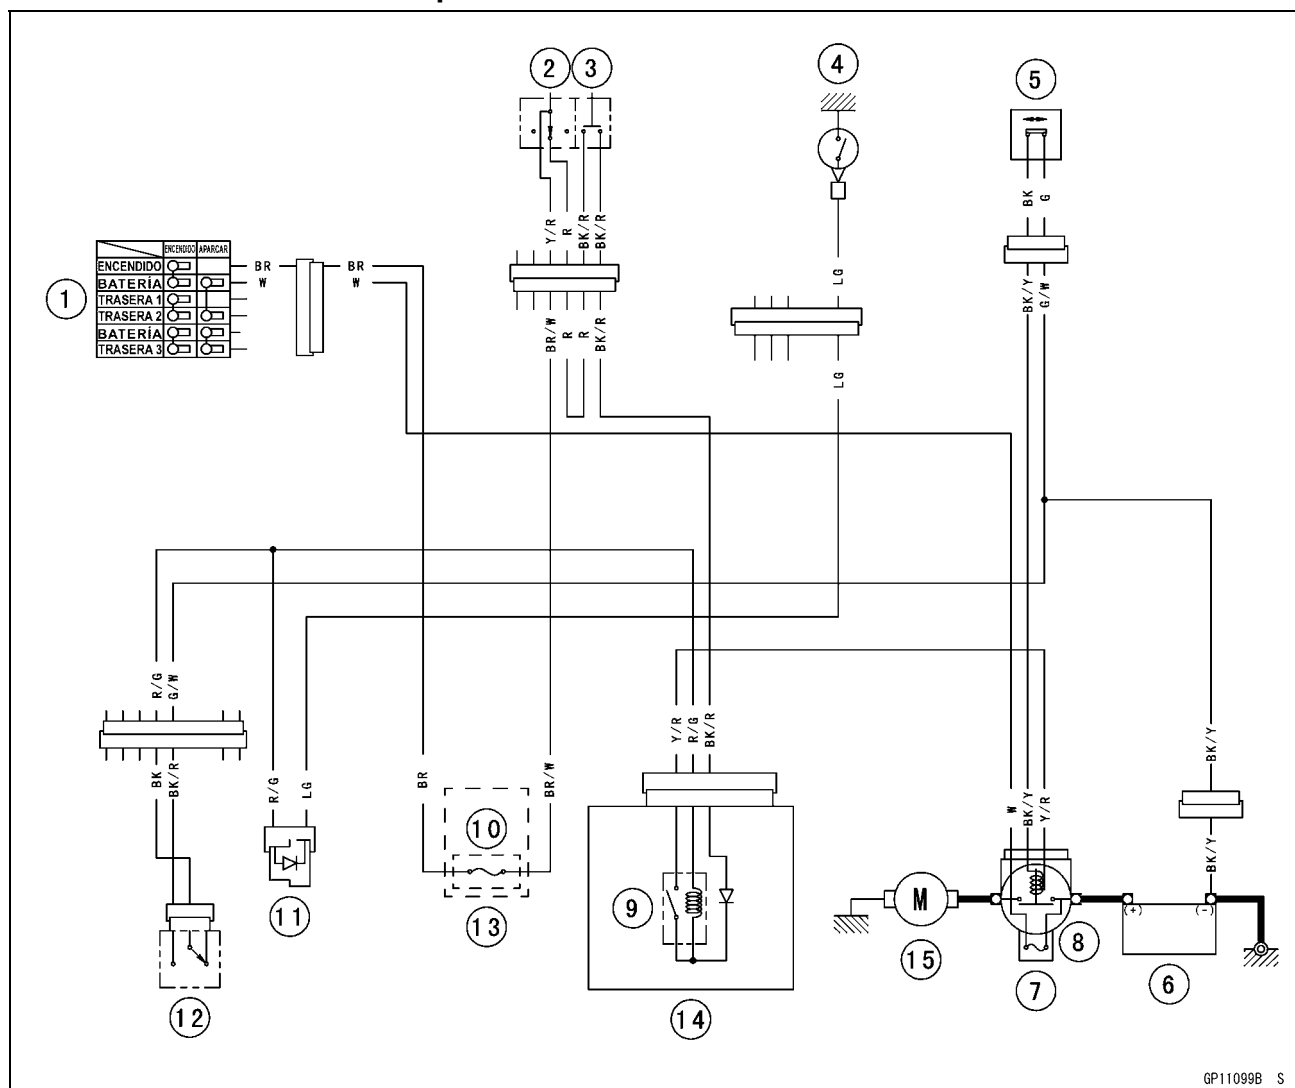 2 3 4 5
ENCENDIDO APARCAR
ENCENDIDO
BATERÍA
TRASERA 1
TRASERA 2
BATERÍA
TRASERA 3
1
BR BR
W W
Y/R R BK/R BK/R
BR/W R R BK/R
LG
LG
BK G
BK/Y G/W
R/G G/W
BK BK/R
R/G LG
BR BR/W
Y/R R/G BK/R
W BK/Y Y/R
BK/Y
BK/Y
10
13
9
11
12
14
M
15
(+) (-)
8
7
6
GP11099B S